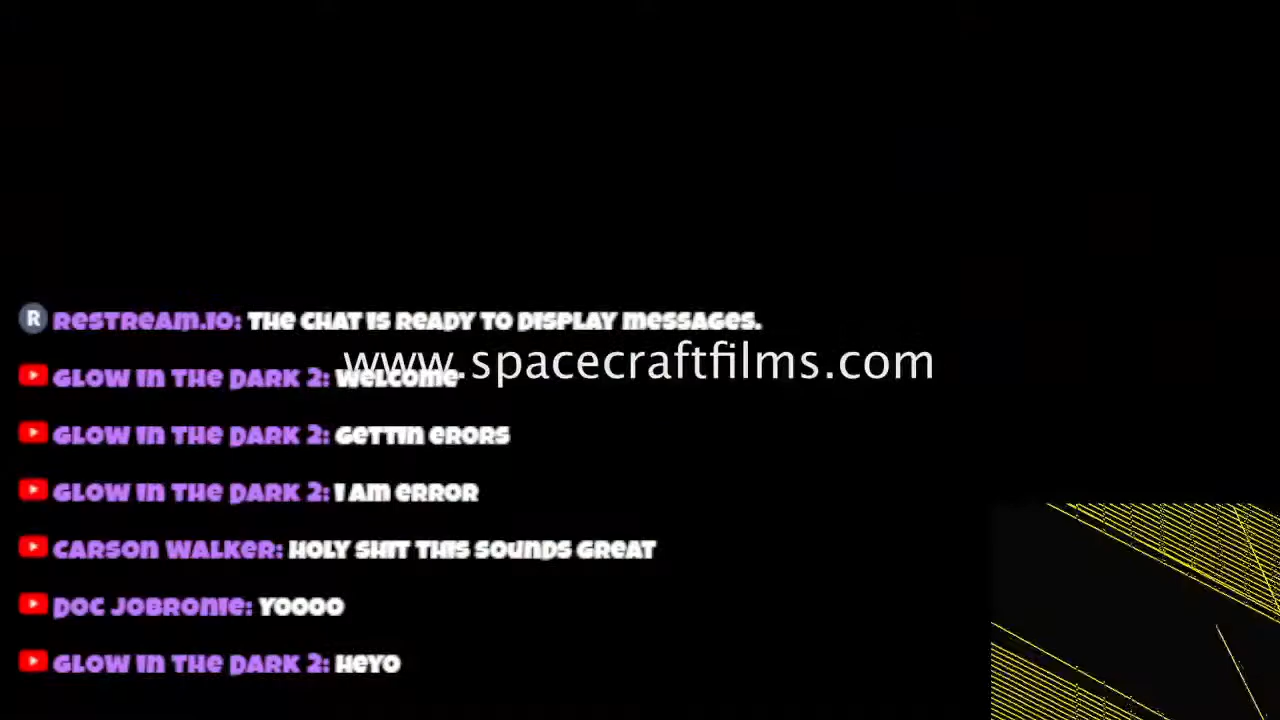 R Restream.io: The chat is ready to display messages.
www.spacecraftfilms.com
Glow in the Dark 2: Welcome
Glow in the Dark 2: Gettin erors
Glow in the Dark 2: I am error
Carson Walker: Holy shit this sounds great
Doc Jobronie: Yoooo
Glow in the Dark 2: Heyo